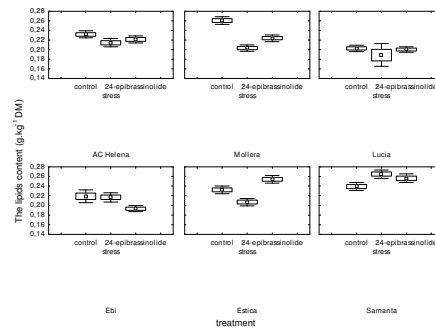 The lipids content (g.kg-1 DM)
0,28
0,26
0,24
0,22
0,20
0,18
0,16
0,14
control 24-epibrassinolide
stress
AC Helena
control 24-epibrassinolide
stress
Mollera
control 24-epibrassinolide
stress
Lucia
0,28
0,26
0,24
0,22
0,20
0,18
0,16
0,14
control 24-epibrassinolide
stress
Ebi
control 24-epibrassinolide
stress
Estica
control 24-epibrassinolide
stress
Samanta
treatment